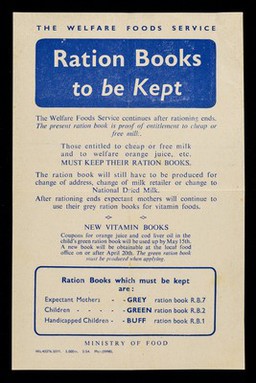 THE WELFARE FOODS SERVICE
Ration Books
to be Kept
The Welfare Foods Service continues after rationing ends.
The present ration book is proof of entitlement to cheap or
free milk.
Those entitled to cheap or free milk
and to welfare orange juice, etc.
MUST KEEP THEIR RATION BOOKS.
The ration book will still have to be produced for
change of address, change of milk retailer or change to
National Dried Milk.
After rationing ends expectant mothers will continue to
use their grey ration books for vitamin foods.
NEW VITAMIN BOOKS
Coupons for orange juice and cod liver oil in the
child's green ration book will be used up by May 15th.
A new book will be obtainable at the local food
office on or after April 20th. The green ration book
must be produced when applying.
Ration Books which must be kept
are :
Expectant Mothers - - GREY ration book R.B.7
Children - - - - GREEN ration book R.B.2
Handicapped Children - - BUFF ration book R.B.1
MINISTRY OF FOOD